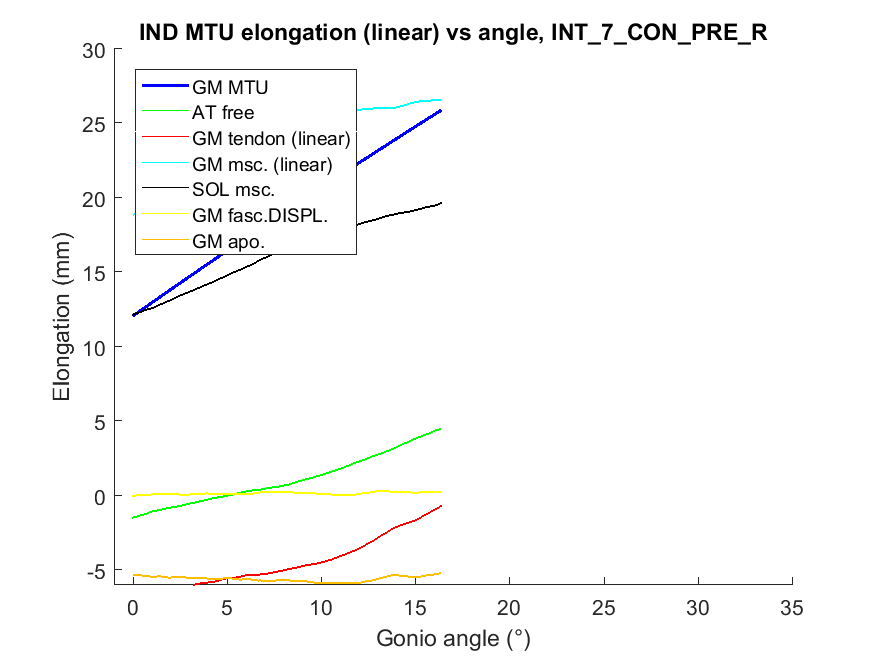 IND MTU elongation (linear) vs angle, INT_7_CON_PRE_R
30
25
20
15
10
5
0
-5
Elongation (mm)
GM MTU
AT free
GM tendon (linear)
GM msc. (linear)
SOL msc.
GM fasc.DISPL.
GM apo.
0 5 10 15 20 25 30 35
Gonio angle (°)